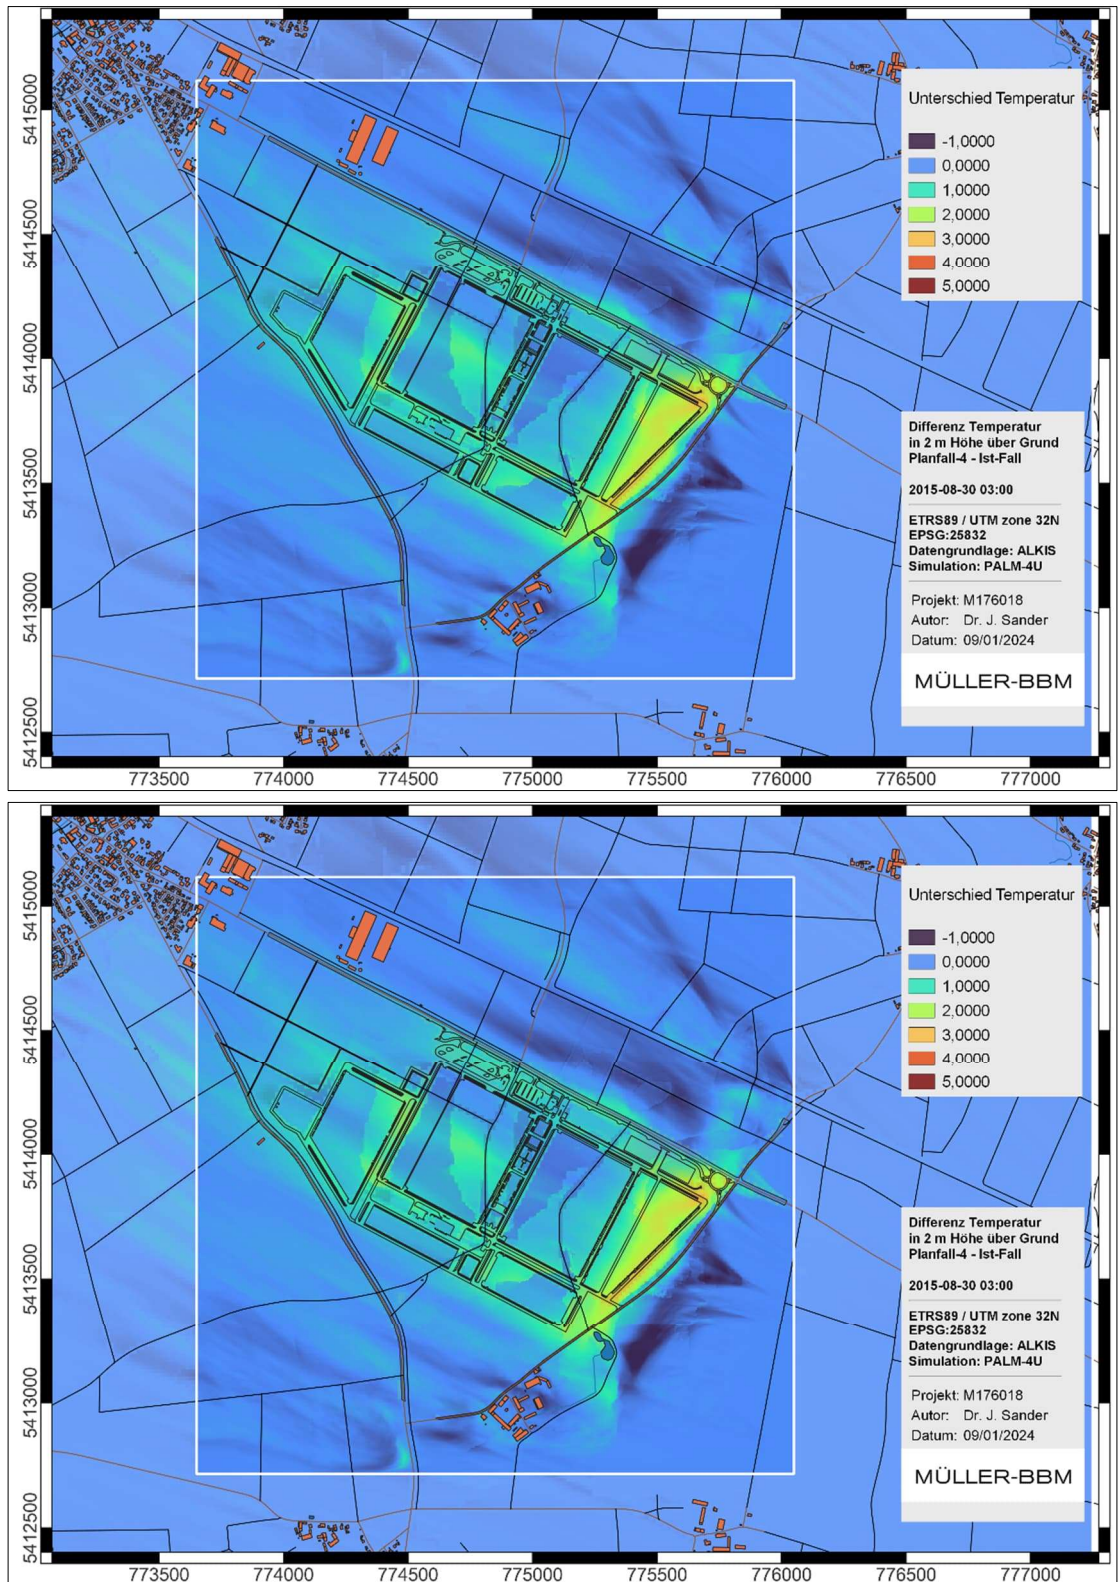 5415000
5414500
5414000
5413500
5413000
5412500
773500
774000
774500
775000
775500
776000
776500
777000
Unterschied Temperatur
-1,0000
0,0000
1,0000
2,0000
3,0000
4,0000
5,0000
Differenz Temperatur
in 2 m Höhe über Grund
Planfall-4 - Ist-Fall
2015-08-30 03:00
ETRS89 / UTM zone 32N
EPSG:25832
Datengrundlage: ALKIS
Simulation: PALM-4U
Projekt: M176018
Autor: Dr. J. Sander
Datum: 09/01/2024
MÜLLER-BBM
5415000
5414500
5414000
5413500
5413000
5412500
773500
774000
774500
775000
775500
776000
776500
777000
Unterschied Temperatur
-1,0000
0,0000
1,0000
2,0000
3,0000
4,0000
5,0000
Differenz Temperatur
in 2 m Höhe über Grund
Planfall-4 - Ist-Fall
2015-08-30 03:00
ETRS89 / UTM zone 32N
EPSG:25832
Datengrundlage: ALKIS
Simulation: PALM-4U
Projekt: M176018
Autor: Dr. J. Sander
Datum: 09/01/2024
MÜLLER-BBM